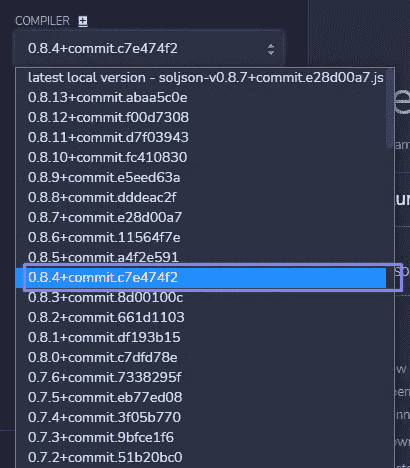 COMPILER
0.8.4+commit.c7e474f2
latest local version - soljson-v0.8.7+commit.e28d00a7.js
0.8.13+commit.abaa5c0e
0.8.12+commit.f00d7308
0.8.11+commit.d7f03943
0.8.10+commit.fc410830
0.8.9+commit.e5eed63a
0.8.8+commit.dddeac2f
0.8.7+commit.e28d00a7
0.8.6+commit.11564f7e
0.8.5+commit.a4f2e591
0.8.4+commit.c7e474f2
0.8.3+commit.8d00100c
0.8.2+commit.661d1103
0.8.1+commit.df193b15
0.8.0+commit.c7dfd78e
0.7.6+commit.7338295f
0.7.5+commit.eb77ed08
0.7.4+commit.3f05b770
0.7.3+commit.9bfce1f6
0.7.2+commit.51b20bc0